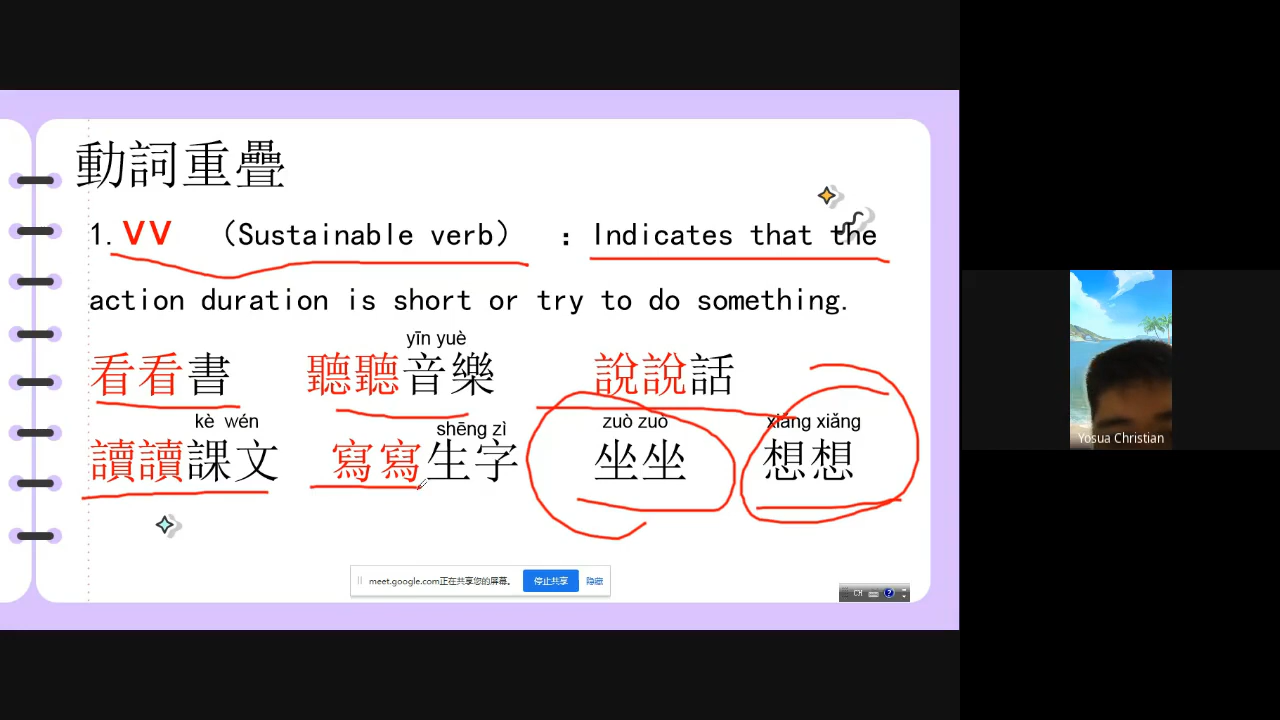 動詞重疊
1. VV （Sustainable verb） ：Indicates that the
action duration is short or try to do something.
yīn yuè
看看書 聽聽音樂 說說話
kè wén shēng zì zuò zuo xiǎng xiǎng
讀讀課文 寫寫生字 坐坐 想想
Yosua Christian
meet.google.com正在共享您的屏幕。 停止共享 隐藏
CH